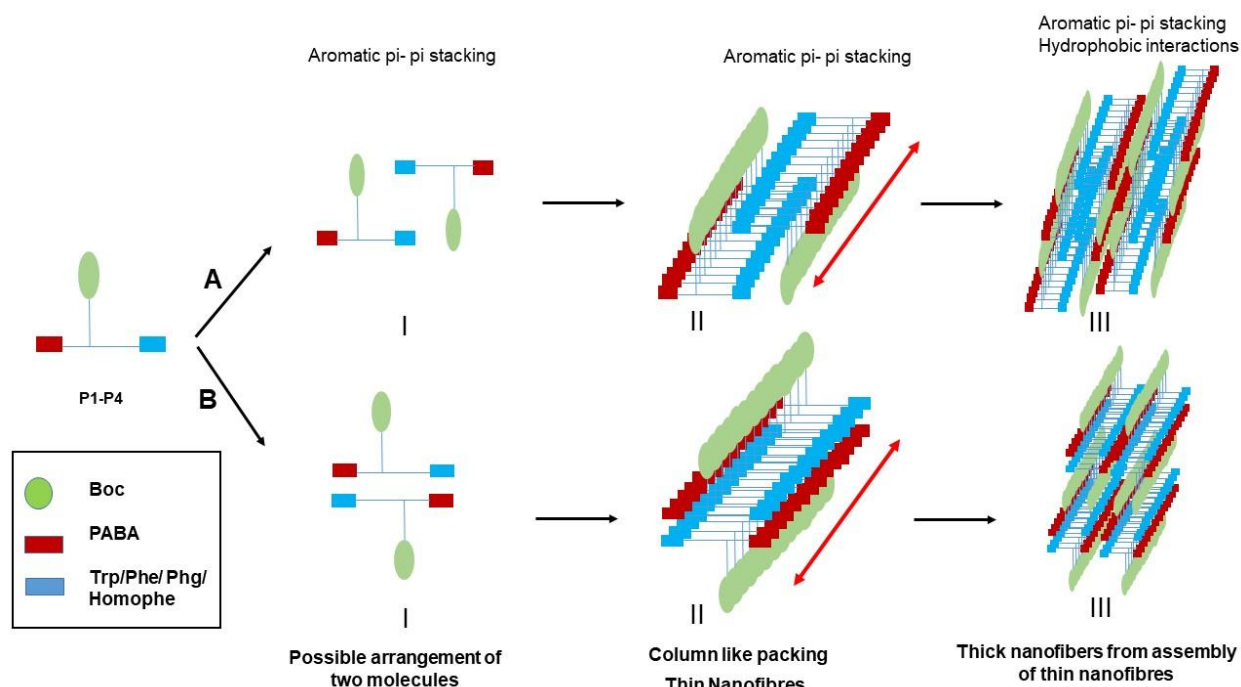 Aromatic pi- pi stacking
Aromatic pi- pi stacking
Aromatic pi- pi stacking
Hydrophobic interactions
A
B
P1-P4
I
II
III
I
II
III
Boc
PABA
Trp/Phe/ Phg/
Homophe
Possible arrangement of
two molecules
Column like packing
Thin Nanofibres
Thick nanofibers from assembly
of thin nanofibres